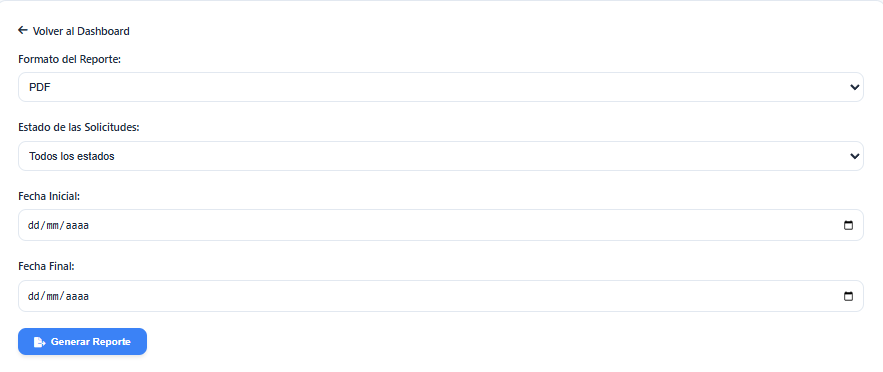 Volver al Dashboard
Formato del Reporte:
PDF
Estado de las Solicitudes:
Todos los estados
Fecha Inicial:
dd/mm/aaaa
Fecha Final:
dd/mm/aaaa
Generar Reporte